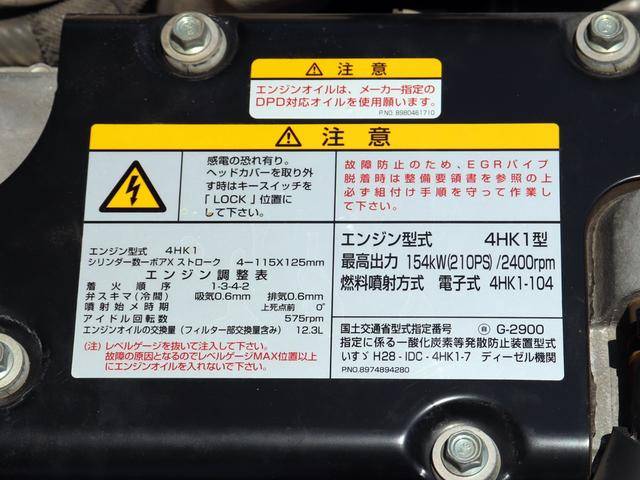 注意
エンジンオイルは、メーカー指定の
DPD対応オイルを使用願います。
P.NO. 8980461710
注意
感電の恐れ有り。
ヘッドカバーを取り外
す時はキースイッチを
「LOCK」位置に
して下さい。
故障防止のため、EGRパイプ
脱着時は整備要領書を参照の上
必ず組付け手順を守って作業し
て下さい。
エンジン型式 4HK1
シリンダー数ーボアX ストローク 4ー115X125mm
エンジン調整表
着火順序 1-3-4-2
弁スキマ(冷間) 吸気0.6mm 排気0.6mm
噴射始メ時期 上死点前 0°
アイドル回転数 575rpm
エンジンオイルの交換量(フィルター部交換量含み) 12.3L
(注) レベルゲージを抜いて注入して下さい。
故障の原因となるのでレベルゲージMAX位置以上
にエンジンオイルを入れないで下さい。
エンジン型式 4HK1型
最高出力 154kW(210PS)/2400rpm
燃料噴射方式 電子式 4HK1-104
国土交通省型式指定番号 G-2900
指定に係る一酸化炭素等発散防止装置型式
いすゞ H28-IDC-4HK1-7 ディーゼル機関
P.NO.8974894280